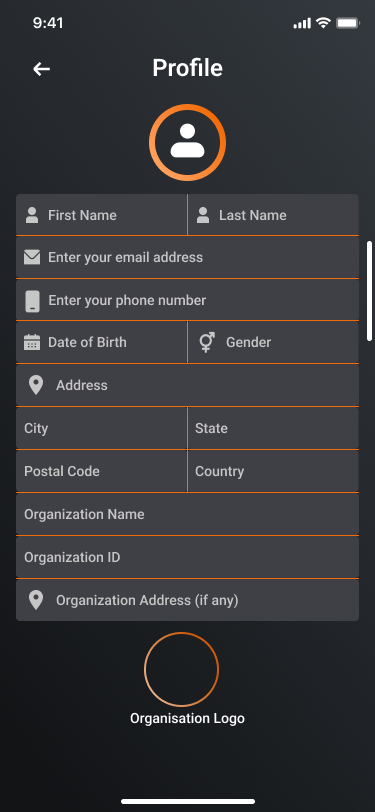 9:41
Profile
First Name
Last Name
Enter your email address
Enter your phone number
Date of Birth
Gender
Address
City
State
Postal Code
Country
Organization Name
Organization ID
Organization Address (if any)
Organisation Logo